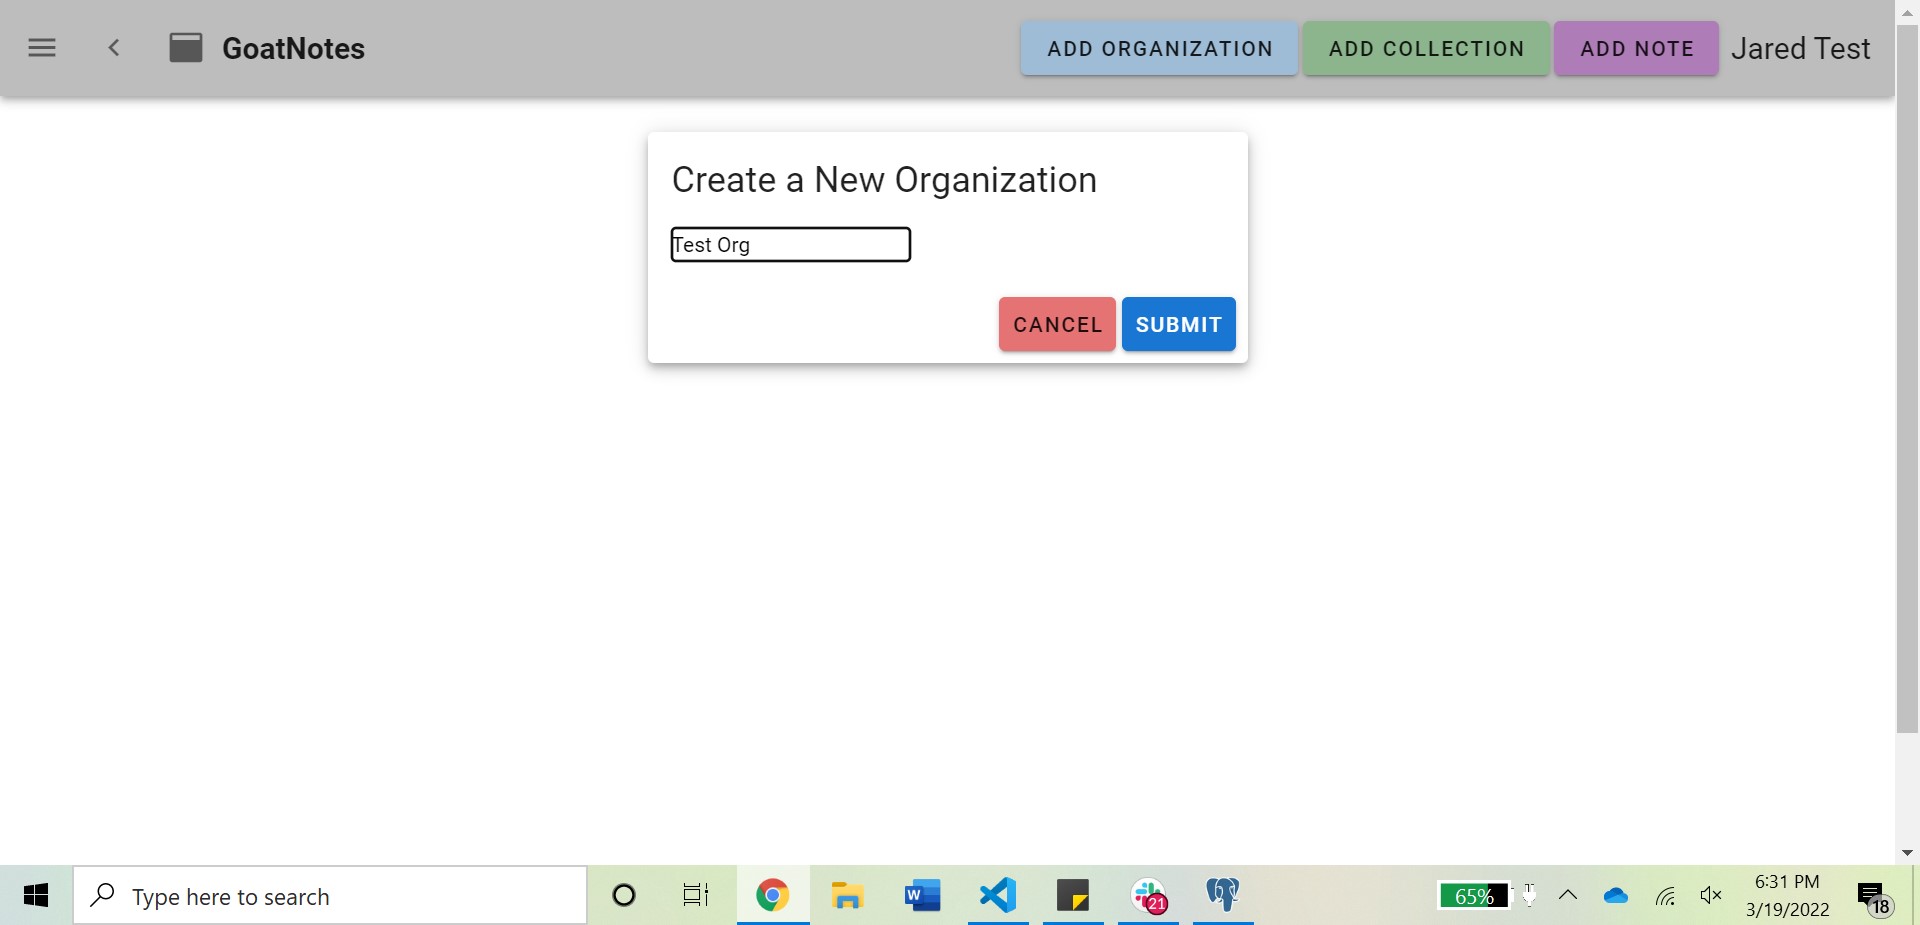 GoatNotes
ADD ORGANIZATION
ADD COLLECTION
ADD NOTE
Jared Test
Create a New Organization
Test Org
CANCEL
SUBMIT
Type here to search
W
21
65%
6:31 PM
3/19/2022
18